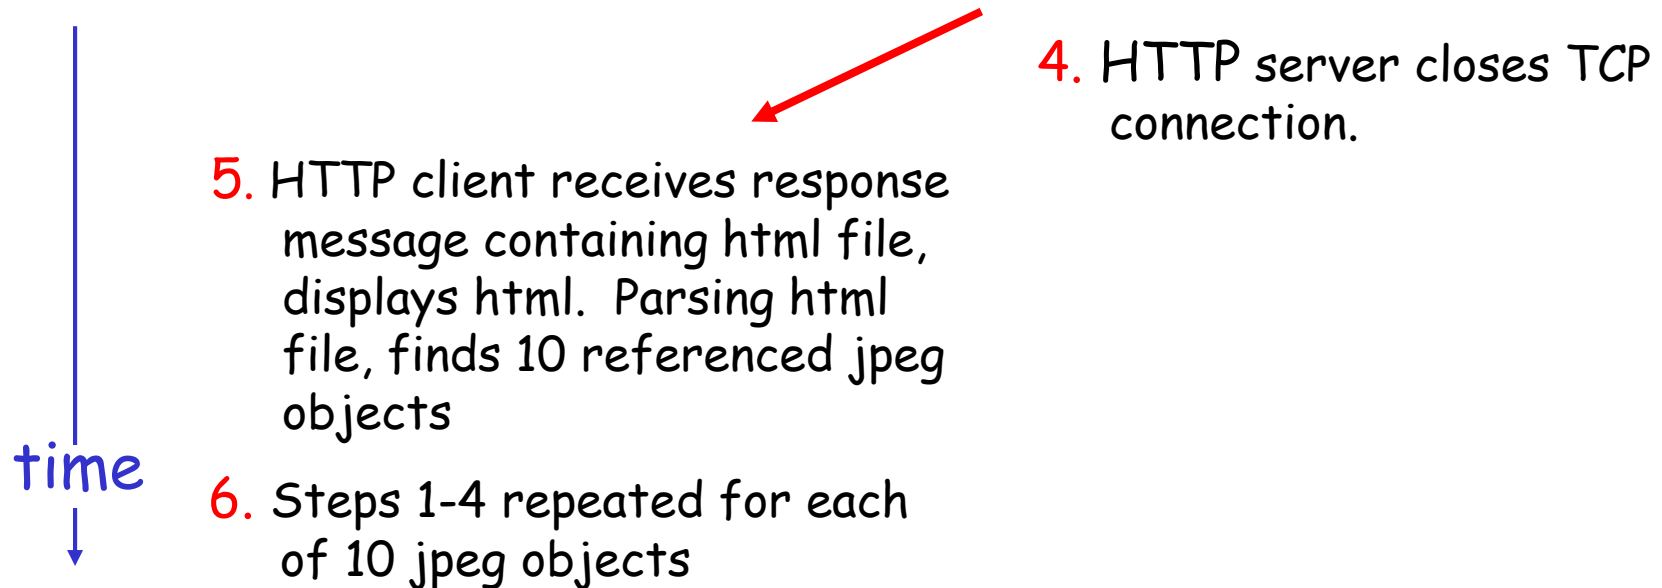 4. HTTP server closes TCP
connection.
5. HTTP client receives response
message containing html file,
displays html.  Parsing html
file, finds 10 referenced jpeg
objects
time
6. Steps 1-4 repeated for each
of 10 jpeg objects